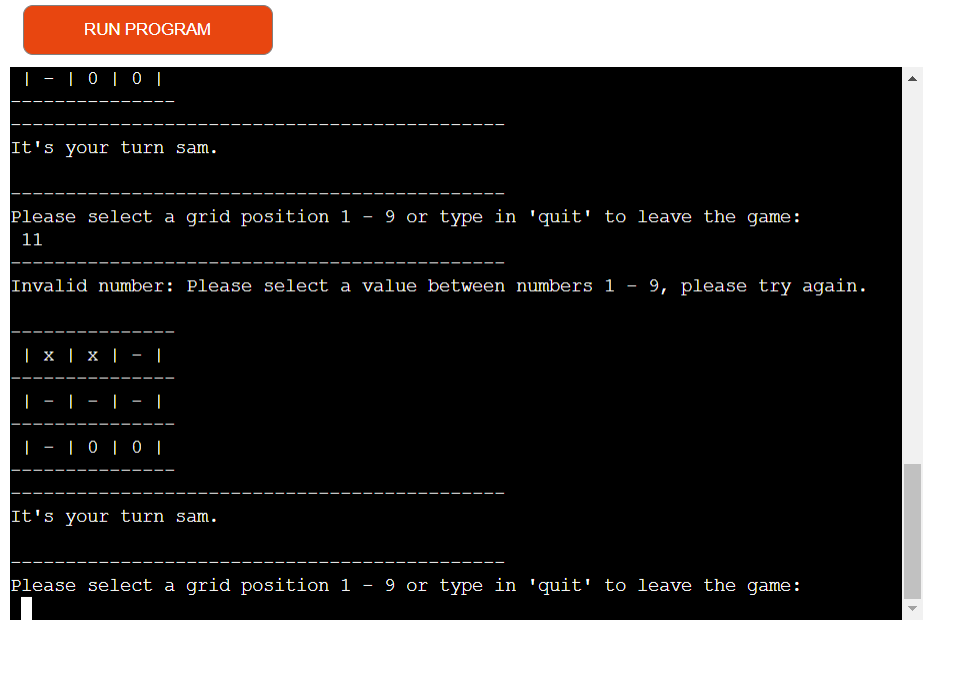 RUN PROGRAM
| - | 0 | 0 |
---------------
---------------------------------------------
It's your turn sam.
---------------------------------------------
Please select a grid position 1 - 9 or type in 'quit' to leave the game:
11
---------------------------------------------
Invalid number: Please select a value between numbers 1 - 9, please try again.
---------------
| x | x | - |
---------------
| - | - | - |
---------------
| - | 0 | 0 |
---------------
---------------------------------------------
It's your turn sam.
---------------------------------------------
Please select a grid position 1 - 9 or type in 'quit' to leave the game: